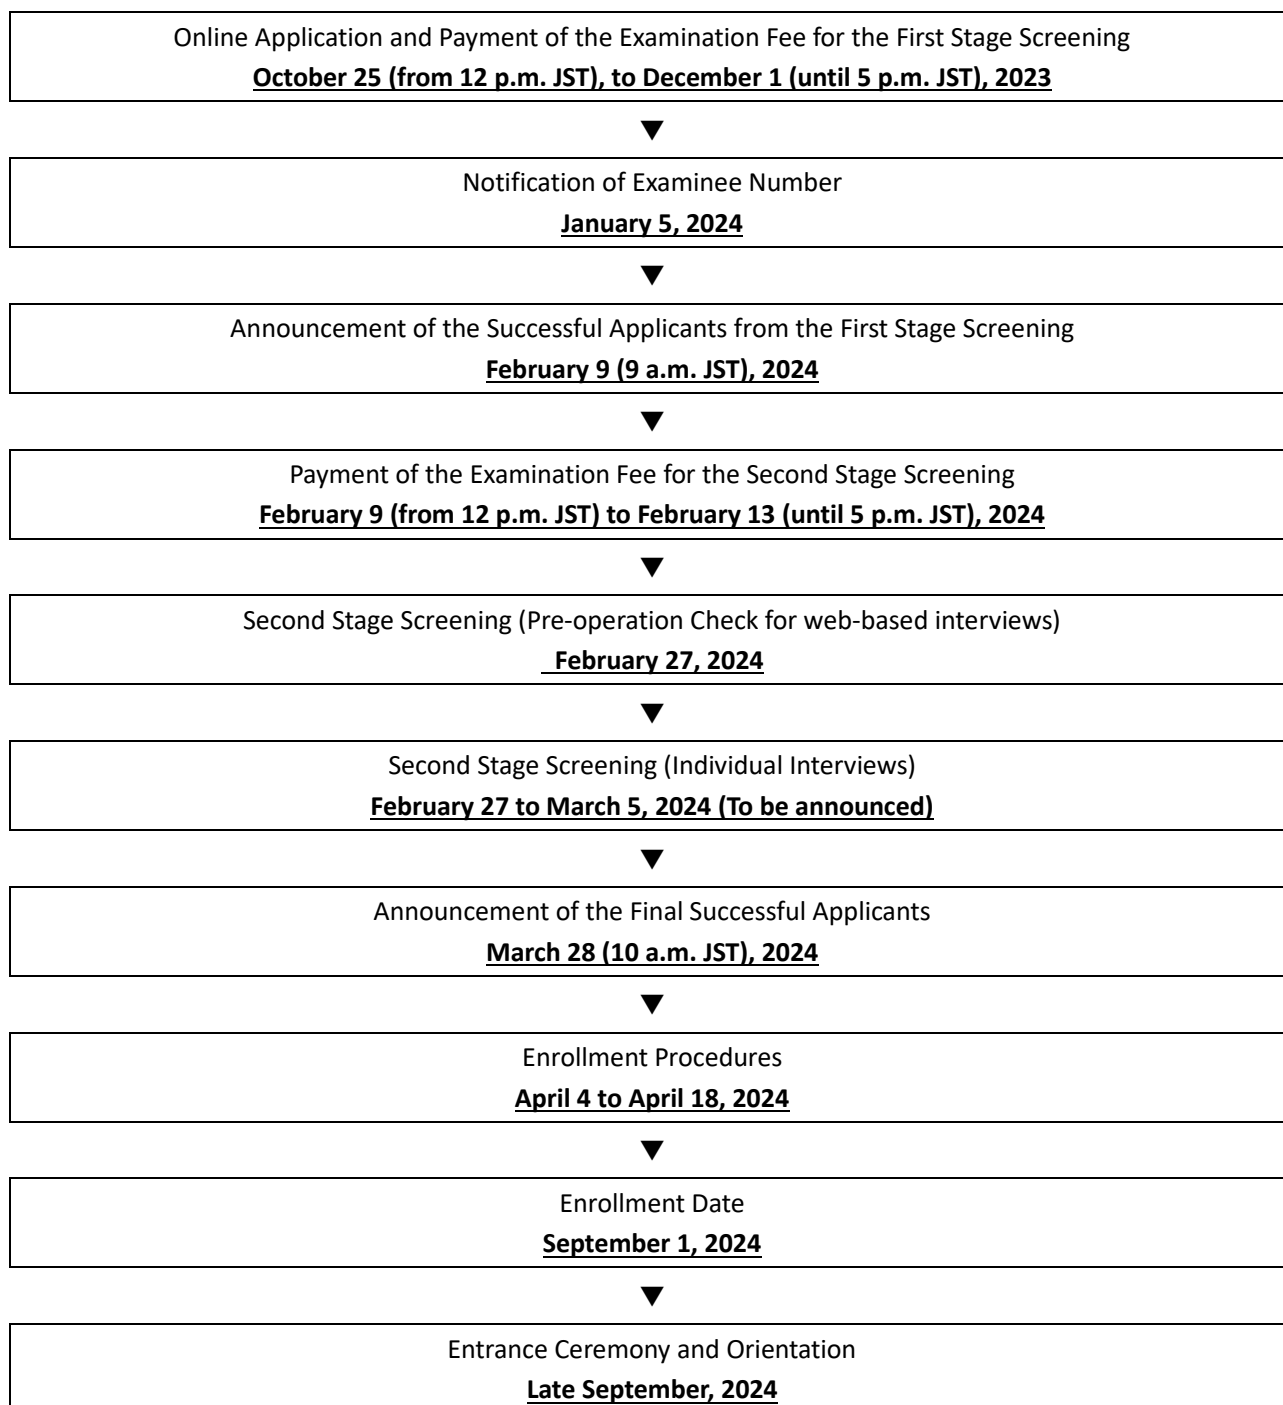 Online Application and Payment of the Examination Fee for the First Stage Screening
October 25 (from 12 p.m. JST), to December 1 (until 5 p.m. JST), 2023
Notification of Examinee Number
January 5, 2024
Announcement of the Successful Applicants from the First Stage Screening
February 9 (9 a.m. JST), 2024
Payment of the Examination Fee for the Second Stage Screening
February 9 (from 12 p.m. JST) to February 13 (until 5 p.m. JST), 2024
Second Stage Screening (Pre-operation Check for web-based interviews)
February 27, 2024
Second Stage Screening (Individual Interviews)
February 27 to March 5, 2024 (To be announced)
Announcement of the Final Successful Applicants
March 28 (10 a.m. JST), 2024
Enrollment Procedures
April 4 to April 18, 2024
Enrollment Date
September 1, 2024
Entrance Ceremony and Orientation
Late September, 2024